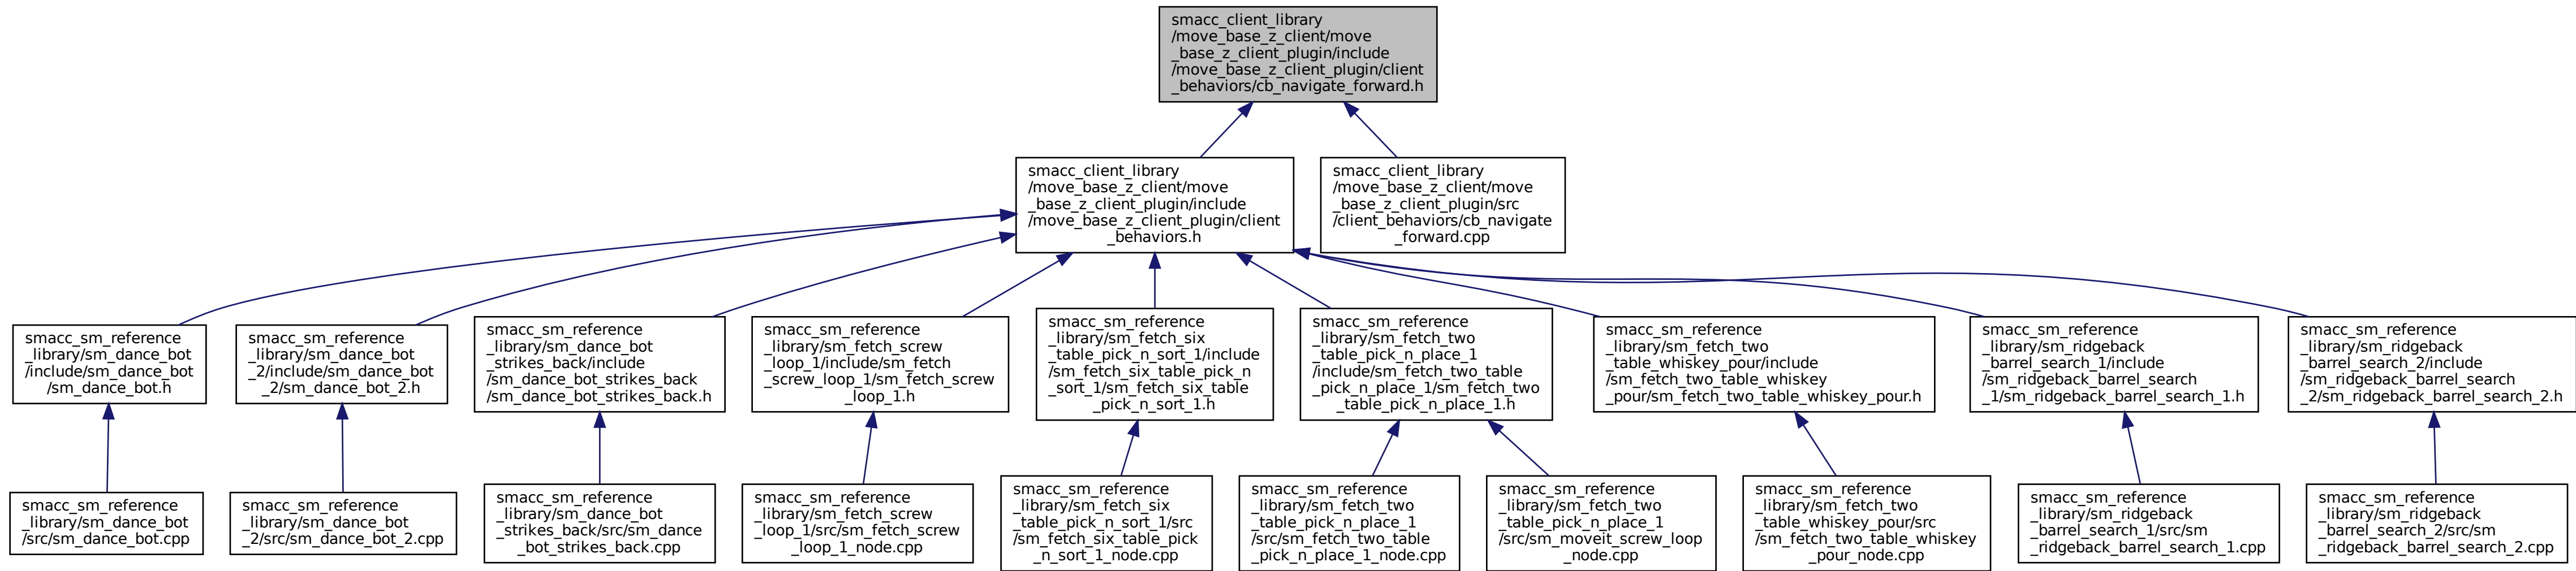 smacc_client_library
/move_base_z_client/move
_base_z_client_plugin/include
/move_base_z_client_plugin/client
_behaviors/cb_navigate_forward.h
smacc_client_library
/move_base_z_client/move
_base_z_client_plugin/include
/move_base_z_client_plugin/client
_behaviors.h
smacc_client_library
/move_base_z_client/move
_base_z_client_plugin/src
/client_behaviors/cb_navigate
_forward.cpp
smacc_sm_reference
_library/sm_dance_bot
/include/sm_dance_bot
/sm_dance_bot.h
smacc_sm_reference
_library/sm_dance_bot
_2/include/sm_dance_bot
_2/sm_dance_bot_2.h
smacc_sm_reference
_library/sm_dance_bot
_strikes_back/include
/sm_dance_bot_strikes_back
/sm_dance_bot_strikes_back.h
smacc_sm_reference
_library/sm_fetch_screw
_loop_1/include/sm_fetch
_screw_loop_1/sm_fetch_screw
_loop_1.h
smacc_sm_reference
_library/sm_fetch_six
_table_pick_n_sort_1/include
/sm_fetch_six_table_pick_n
_sort_1/sm_fetch_six_table
_pick_n_sort_1.h
smacc_sm_reference
_library/sm_fetch_two
_table_pick_n_place_1
/include/sm_fetch_two_table
_pick_n_place_1/sm_fetch_two
_table_pick_n_place_1.h
smacc_sm_reference
_library/sm_fetch_two
_table_whiskey_pour/include
/sm_fetch_two_table_whiskey
_pour/sm_fetch_two_table_whiskey_pour.h
smacc_sm_reference
_library/sm_ridgeback
_barrel_search_1/include
/sm_ridgeback_barrel_search
_1/sm_ridgeback_barrel_search_1.h
smacc_sm_reference
_library/sm_ridgeback
_barrel_search_2/include
/sm_ridgeback_barrel_search
_2/sm_ridgeback_barrel_search_2.h
smacc_sm_reference
_library/sm_dance_bot
/src/sm_dance_bot.cpp
smacc_sm_reference
_library/sm_dance_bot
_2/src/sm_dance_bot_2.cpp
smacc_sm_reference
_library/sm_dance_bot
_strikes_back/src/sm_dance
_bot_strikes_back.cpp
smacc_sm_reference
_library/sm_fetch_screw
_loop_1/src/sm_fetch_screw
_loop_1_node.cpp
smacc_sm_reference
_library/sm_fetch_six
_table_pick_n_sort_1/src
/sm_fetch_six_table_pick
_n_sort_1_node.cpp
smacc_sm_reference
_library/sm_fetch_two
_table_pick_n_place_1
/src/sm_fetch_two_table
_pick_n_place_1_node.cpp
smacc_sm_reference
_library/sm_fetch_two
_table_pick_n_place_1
/src/sm_moveit_screw_loop
_node.cpp
smacc_sm_reference
_library/sm_fetch_two
_table_whiskey_pour/src
/sm_fetch_two_table_whiskey
_pour_node.cpp
smacc_sm_reference
_library/sm_ridgeback
_barrel_search_1/src/sm
_ridgeback_barrel_search_1.cpp
smacc_sm_reference
_library/sm_ridgeback
_barrel_search_2/src/sm
_ridgeback_barrel_search_2.cpp